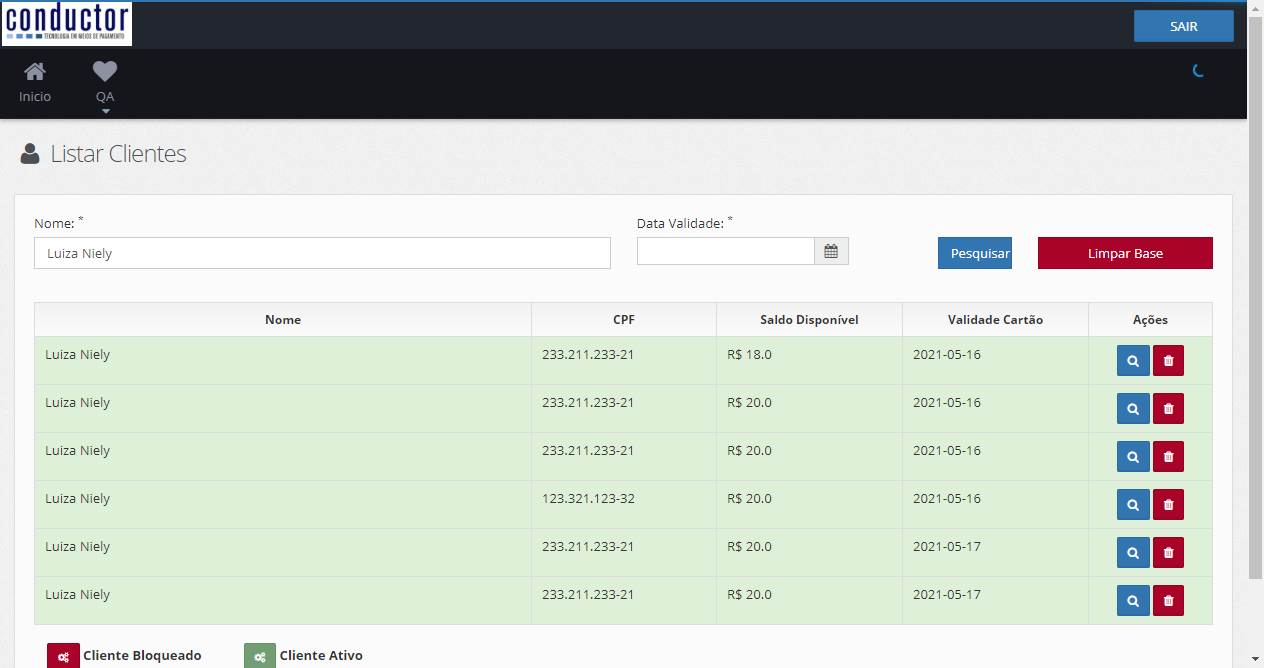 conductor
TECNOLOGIA EM MEIOS DE PAGAMENTO
SAIR
Inicio
QA
Listar Clientes
Nome: *
Data Validade: *
Luiza Niely
Pesquisar
Limpar Base
Nome CPF Saldo Disponível Validade Cartão Ações
Luiza Niely 233.211.233-21 R$ 18.0 2021-05-16
Luiza Niely 233.211.233-21 R$ 20.0 2021-05-16
Luiza Niely 233.211.233-21 R$ 20.0 2021-05-16
Luiza Niely 123.321.123-32 R$ 20.0 2021-05-16
Luiza Niely 233.211.233-21 R$ 20.0 2021-05-17
Luiza Niely 233.211.233-21 R$ 20.0 2021-05-17
Cliente Bloqueado Cliente Ativo